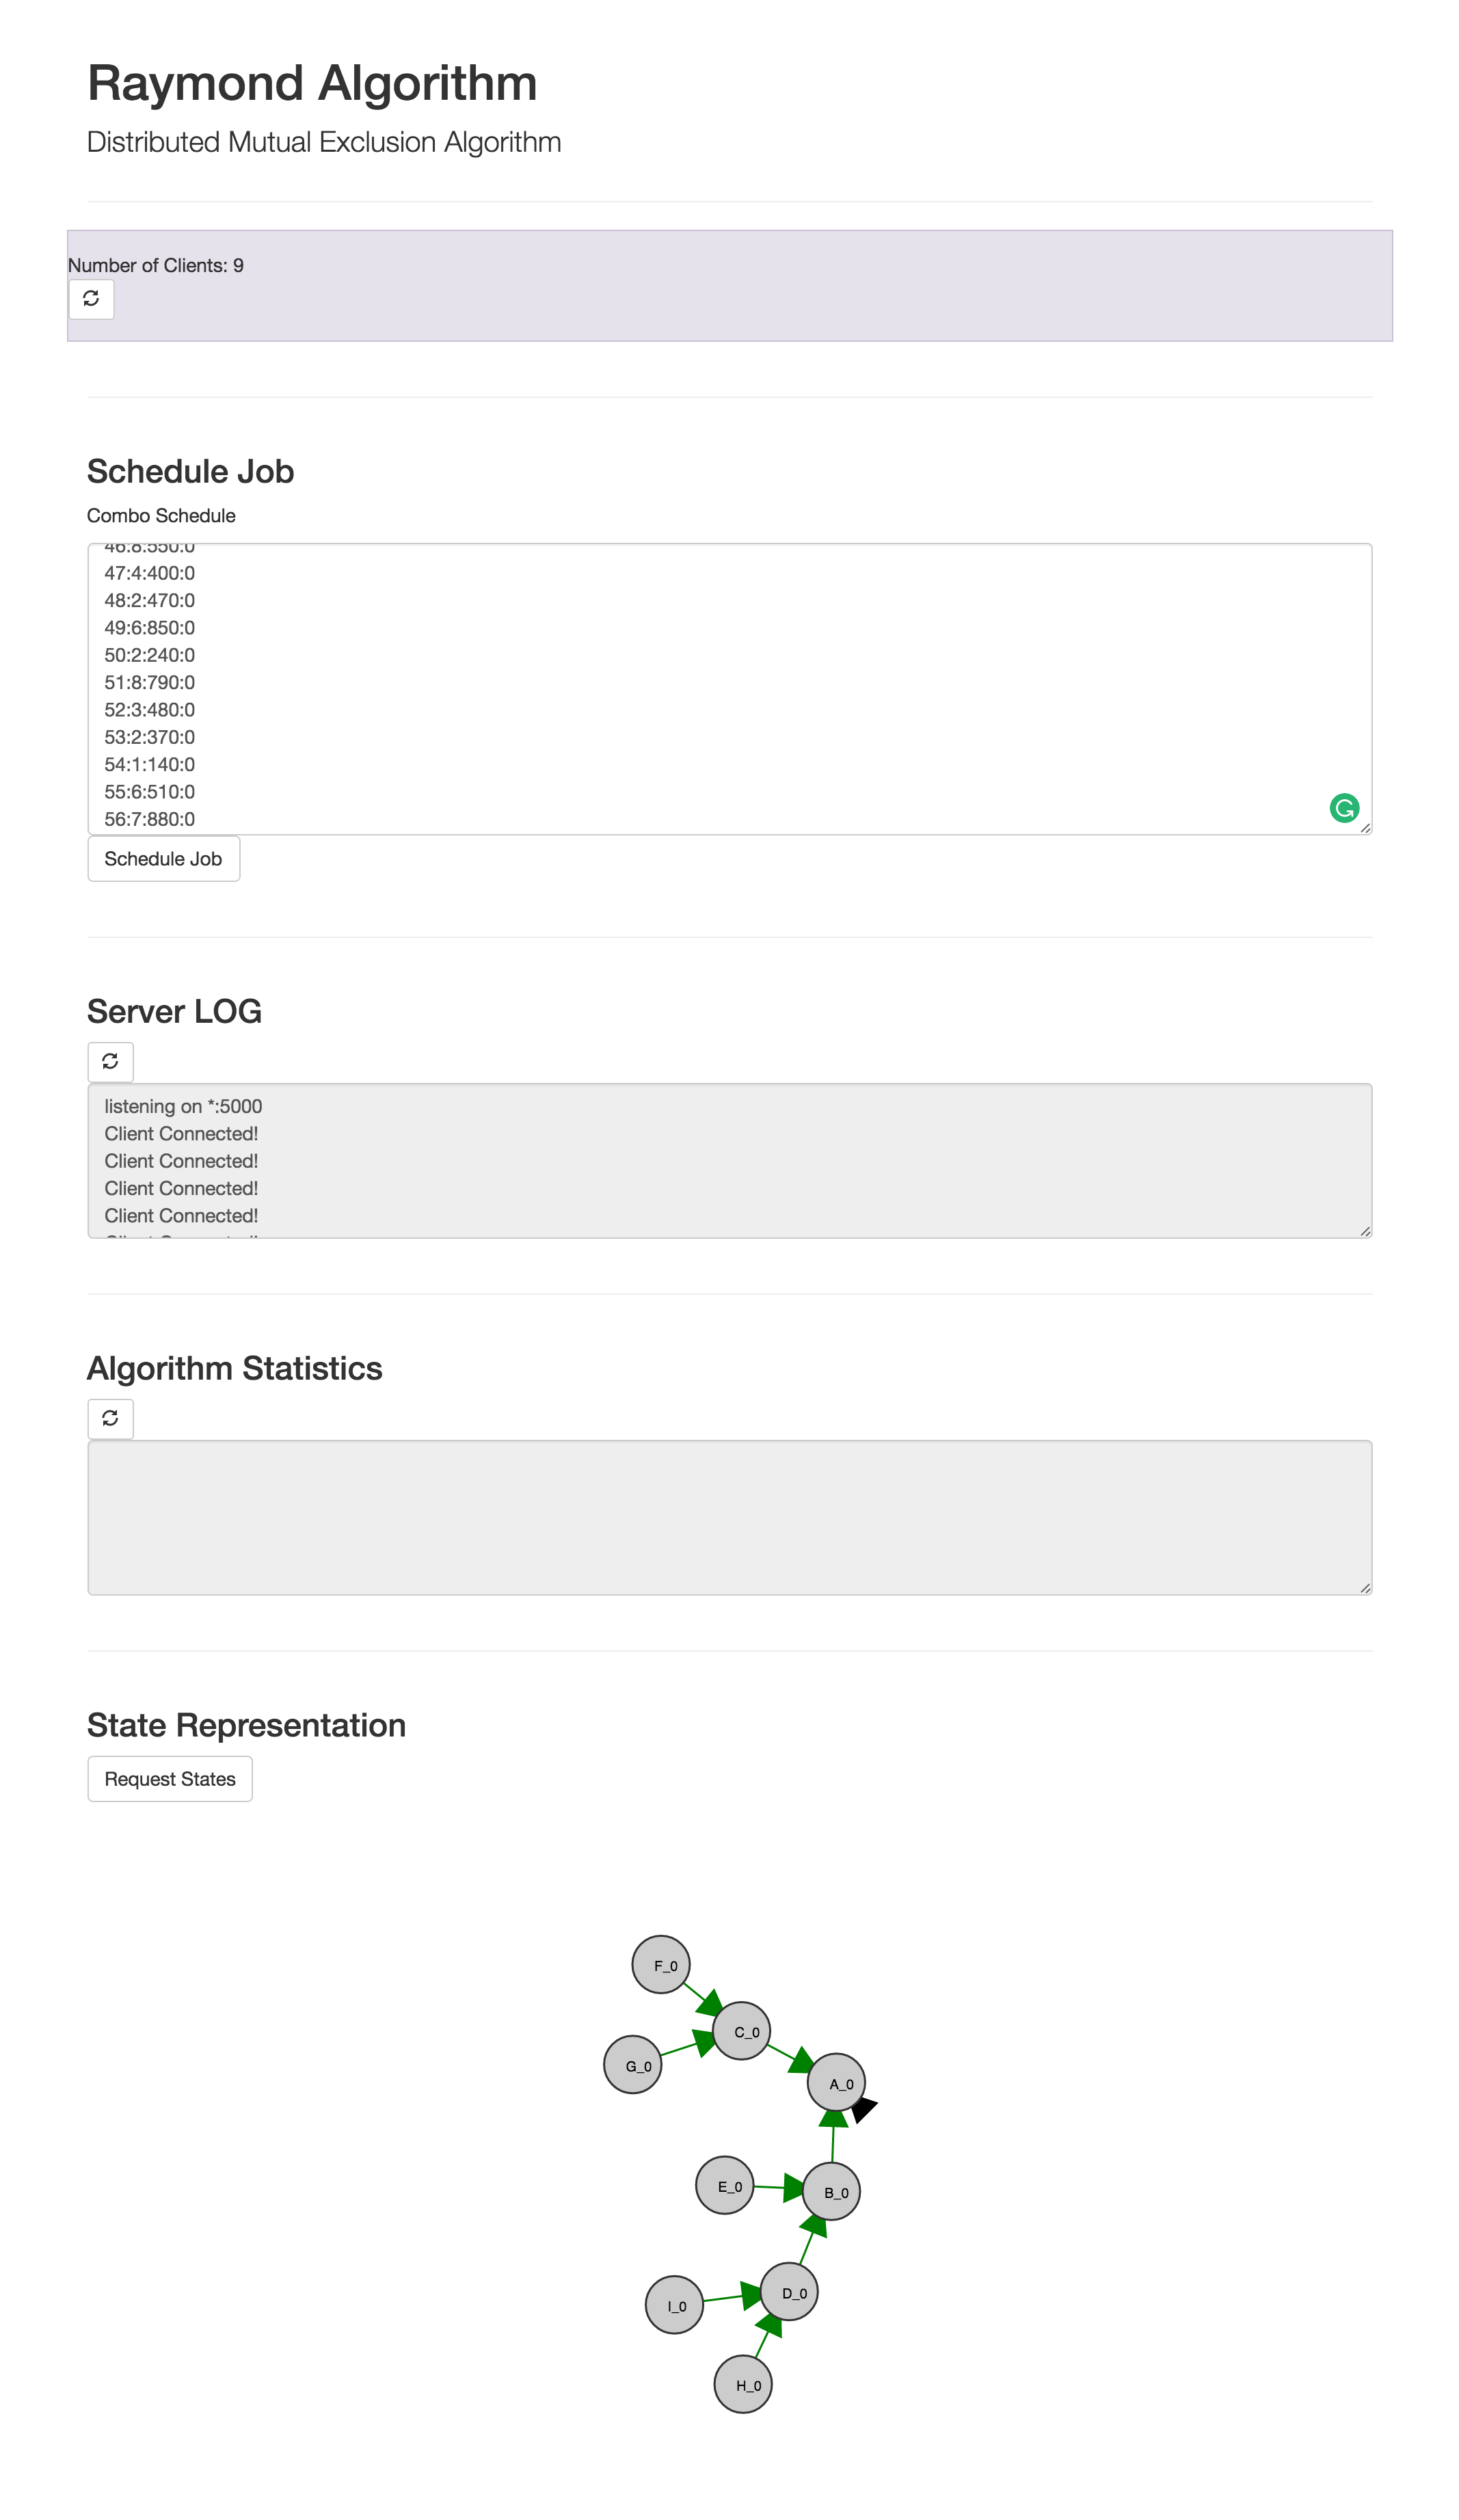 Raymond Algorithm
Distributed Mutual Exclusion Algorithm
Number of Clients: 9
Schedule Job
Combo Schedule
46:8:550:0
47:4:400:0
48:2:470:0
49:6:850:0
50:2:240:0
51:8:790:0
52:3:480:0
53:2:370:0
54:1:140:0
55:6:510:0
56:7:880:0
Schedule Job
Server LOG
listening on *:5000
Client Connected!
Client Connected!
Client Connected!
Client Connected!
Algorithm Statistics
State Representation
Request States
F_0
C_0
G_0
A_0
E_0
B_0
D_0
I_0
H_0